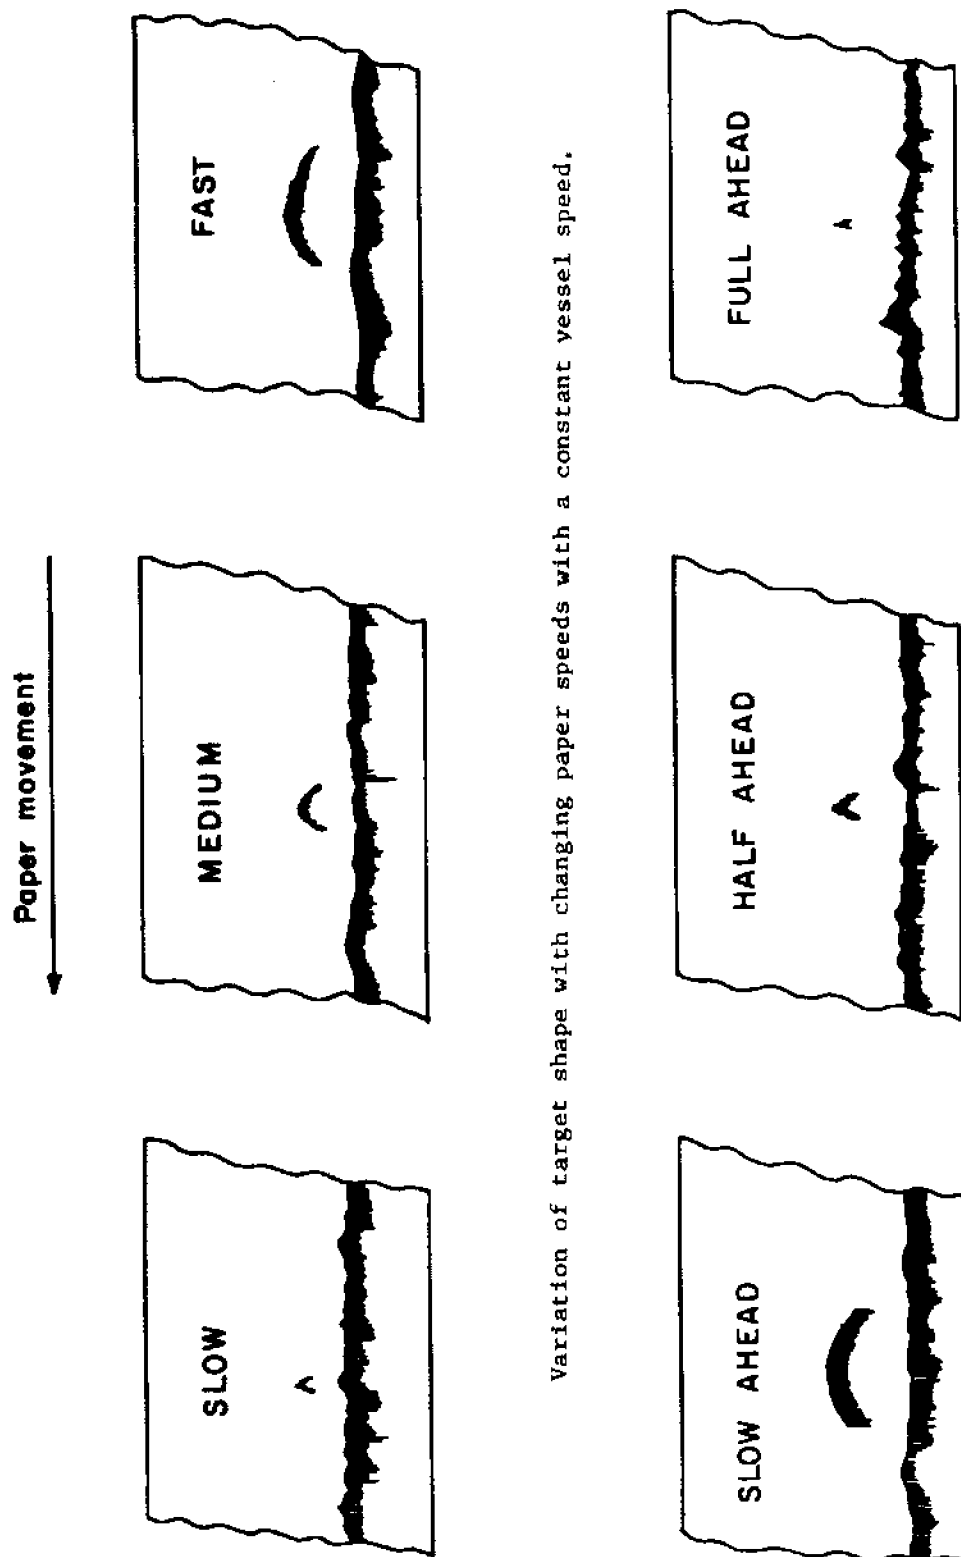 Paper movement
SLOW
MEDIUM
FAST
Variation of target shape with changing paper speeds with a constant vessel speed.
SLOW AHEAD
HALF AHEAD
FULL AHEAD